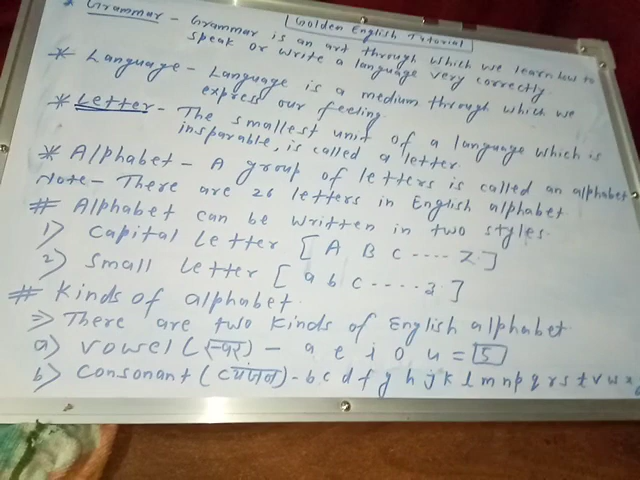 Golden English Tutorial
* Grammar - Grammar is an art through which we learn how to
speak or write a language very correctly.
* Language - Language is a medium through which we
express our feeling.
* Letter - The smallest unit of a language which is
insparable, is called a letter.
* Alphabet - A group of letters is called an alphabet
Note - There are 26 letters in English alphabet
# Alphabet can be written in two styles.
1) Capital Letter [A B C ---- Z]
2) Small Letter [a b c ----- z]
# Kinds of alphabet.
⇒ There are two kinds of English alphabet.
a) Vowel (स्वर) - a e i o u = 5
b) Consonant (व्यंजन) - b c d f g h j k l m n p q r s t v w x